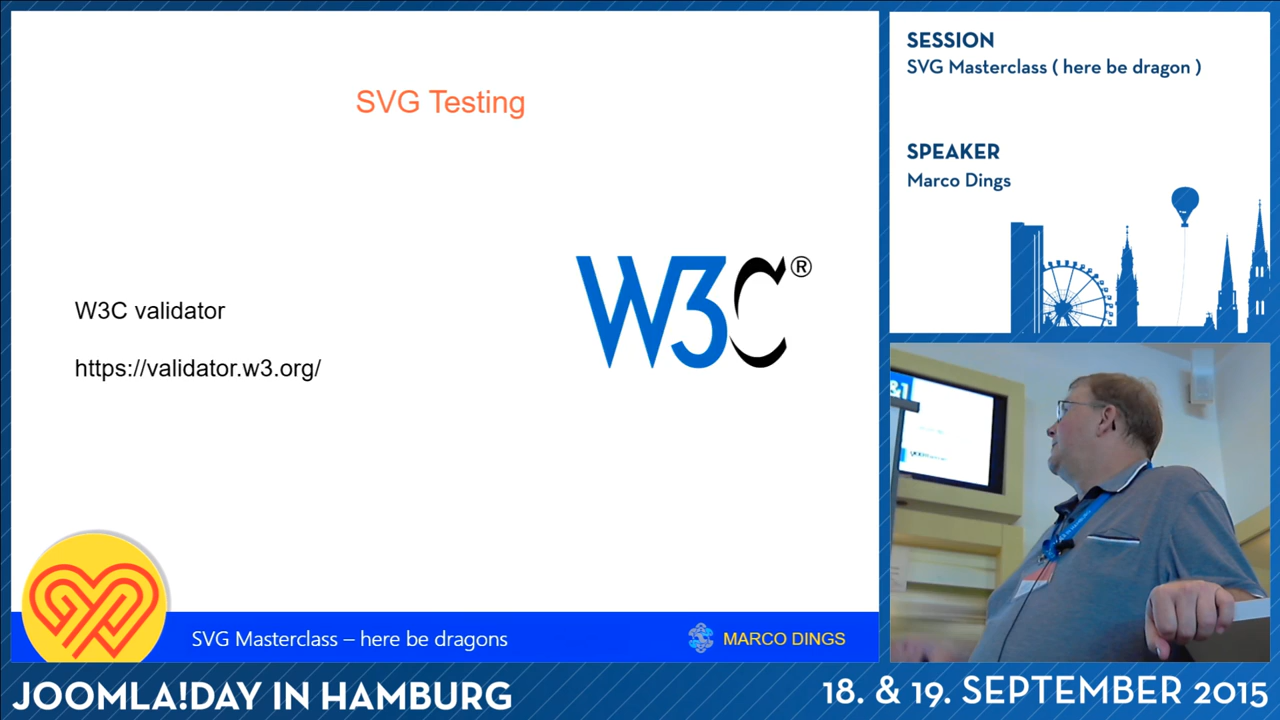 SVG Testing
W3C validator
https://validator.w3.org/
W3C®
SVG Masterclass – here be dragons
MARCO DINGS
SESSION
SVG Masterclass ( here be dragon )
SPEAKER
Marco Dings
&1
JOOMLA!DAY IN HAMBURG
18. & 19. SEPTEMBER 2015